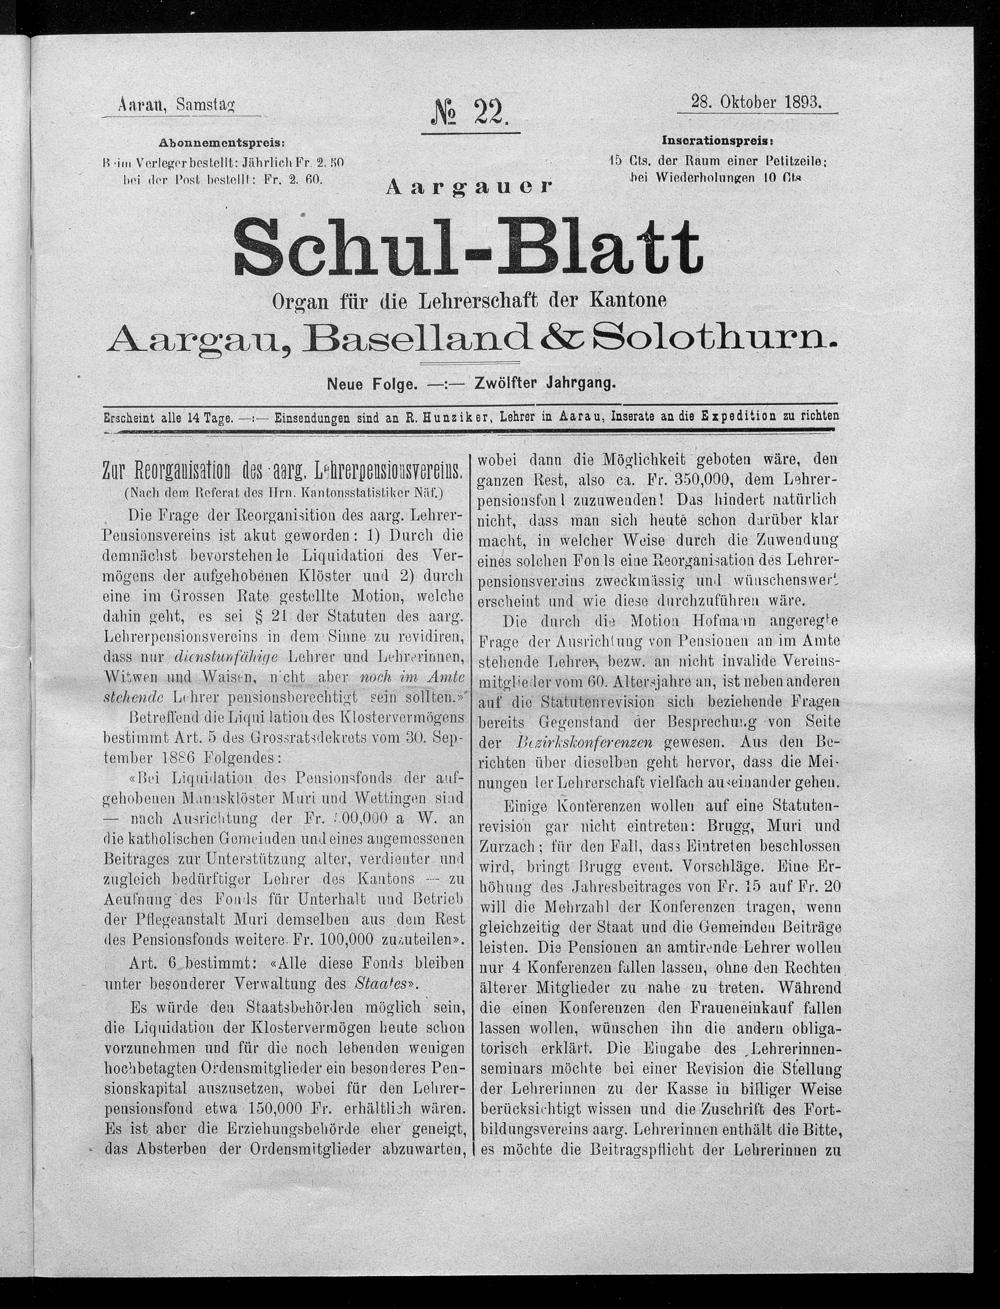 Aarau, Samstag
№ 22.
28. Oktober 1893.
Abonnementspreis:
Beim Verleger bestellt: Jährlich Fr. 2. 50
bei der Post bestellt: Fr. 2. 60.
Insertionspreis:
15 Cts. der Raum einer Petitzeile;
bei Wiederholungen 10 Cts
Aargauer
Schul-Blatt
Organ für die Lehrerschaft der Kantone
Aargau, Baselland & Solothurn.
Neue Folge. —:— Zwölfter Jahrgang.
Erscheint alle 14 Tage. —:— Einsendungen sind an R. Hunziker, Lehrer in Aarau, Inserate an die Expedition zu richten
Zur Reorganisation des aarg. Lehrerpensionsvereins.
(Nach dem Referat des Hrn. Kantonsstatistiker Näf.)
Die Frage der Reorganisition des aarg. Lehrer-
Pensionsvereins ist akut geworden: 1) Durch die
demnächst bevorstehende Liquidation des Ver-
mögens der aufgehobenen Klöster und 2) durch
eine im Grossen Rate gestellte Motion, welche
dahin geht, es sei § 21 der Statuten des aarg.
Lehrerpensionsvereins in dem Sinne zu revidiren,
dass nur dienstunfähige Lehrer und Lehrerinnen,
Witwen und Waisen, nicht aber noch im Amte
stehende Lehrer pensionsberechtigt sein sollten.»
Betreffend die Liquidation des Klostervermögens
bestimmt Art. 5 des Grossratsdekrets vom 30. Sep-
tember 1886 Folgendes:
«Bei Liquidation des Pensionsfonds der auf-
gehobenen Mannsklöster Muri und Wettingen sind
— nach Ausrichtung der Fr. 00,000 a W. an
die katholischen Gemeinden und eines angemessenen
Beitrages zur Unterstützung alter, verdienter und
zugleich bedürftiger Lehrer des Kantons — zu
Aeufnung des Fonds für Unterhalt und Betrieb
der Pflegeanstalt Muri demselben aus dem Rest
des Pensionsfonds weitere Fr. 100,000 zuzuteilen».
Art. 6 bestimmt: «Alle diese Fonds bleiben
unter besonderer Verwaltung des Staates».
Es würde den Staatsbehörden möglich sein,
die Liquidation der Klostervermögen heute schon
vorzunehmen und für die noch lebenden wenigen
hochbetagten Ordensmitglieder ein besonderes Pen-
sionskapital auszusetzen, wobei für den Lehrer-
pensionsfond etwa 150,000 Fr. erhältlich wären.
Es ist aber die Erziehungsbehörde eher geneigt,
das Absterben der Ordensmitglieder abzuwarten,
wobei dann die Möglichkeit geboten wäre, den
ganzen Rest, also ca. Fr. 350,000, dem Lehrer-
pensionsfond zuzuwenden! Das hindert natürlich
nicht, dass man sich heute schon darüber klar
macht, in welcher Weise durch die Zuwendung
eines solchen Fonds eine Reorganisation des Lehrer-
pensionsvereins zweckmässig und wünschenswert
erscheint und wie diese durchzuführen wäre.
Die durch die Motion Hofmann angeregte
Frage der Ausrichtung von Pensionen an im Amte
stehende Lehrer, bezw. an nicht invalide Vereins-
mitglieder vom 60. Altersjahre an, ist neben anderen
auf die Statutenrevision sich beziehende Fragen
bereits Gegenstand der Besprechung von Seite
der Bezirkskonferenzen gewesen. Aus den Be-
richten über dieselben geht hervor, dass die Mei-
nungen der Lehrerschaft vielfach auseinander gehen.
Einige Konferenzen wollen auf eine Statuten-
revision gar nicht eintreten: Brugg, Muri und
Zurzach; für den Fall, dass Eintreten beschlossen
wird, bringt Brugg event. Vorschläge. Eine Er-
höhung des Jahresbeitrages von Fr. 15 auf Fr. 20
will die Mehrzahl der Konferenzen tragen, wenn
gleichzeitig der Staat und die Gemeinden Beiträge
leisten. Die Pensionen an amtirende Lehrer wollen
nur 4 Konferenzen fallen lassen, ohne den Rechten
älterer Mitglieder zu nahe zu treten. Während
die einen Konferenzen den Fraueneinkauf fallen
lassen wollen, wünschen ihn die andern obliga-
torisch erklärt. Die Eingabe des Lehrerinnen-
seminars möchte bei einer Revision die Stellung
der Lehrerinnen zu der Kasse in billiger Weise
berücksichtigt wissen und die Zuschrift des Fort-
bildungsvereins aarg. Lehrerinnen enthält die Bitte,
es möchte die Beitragspflicht der Lehrerinnen zu